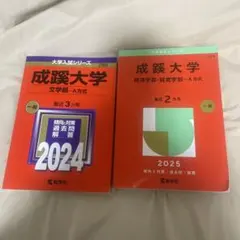 大学入試シリーズ
成蹊大学
文学部-A方式
最近3カ年
傾向と対策
過去問
解答
2024
教学社
成蹊大学
経済学部・経営学部-A方式
最近2カ年
2025
教学社